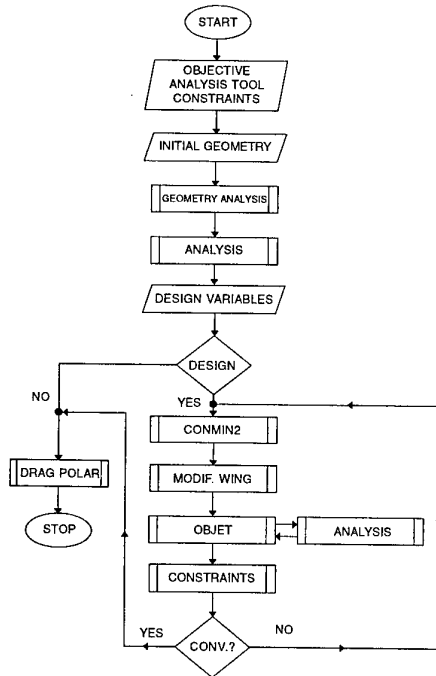 START
OBJECTIVE
ANALYSIS TOOL
CONSTRAINTS
INITIAL GEOMETRY
GEOMETRY ANALYSIS
ANALYSIS
DESIGN VARIABLES
DESIGN
NO
YES
CONMIN2
DRAG POLAR
MODIF. WING
STOP
OBJET
ANALYSIS
CONSTRAINTS
YES
NO
CONV.?